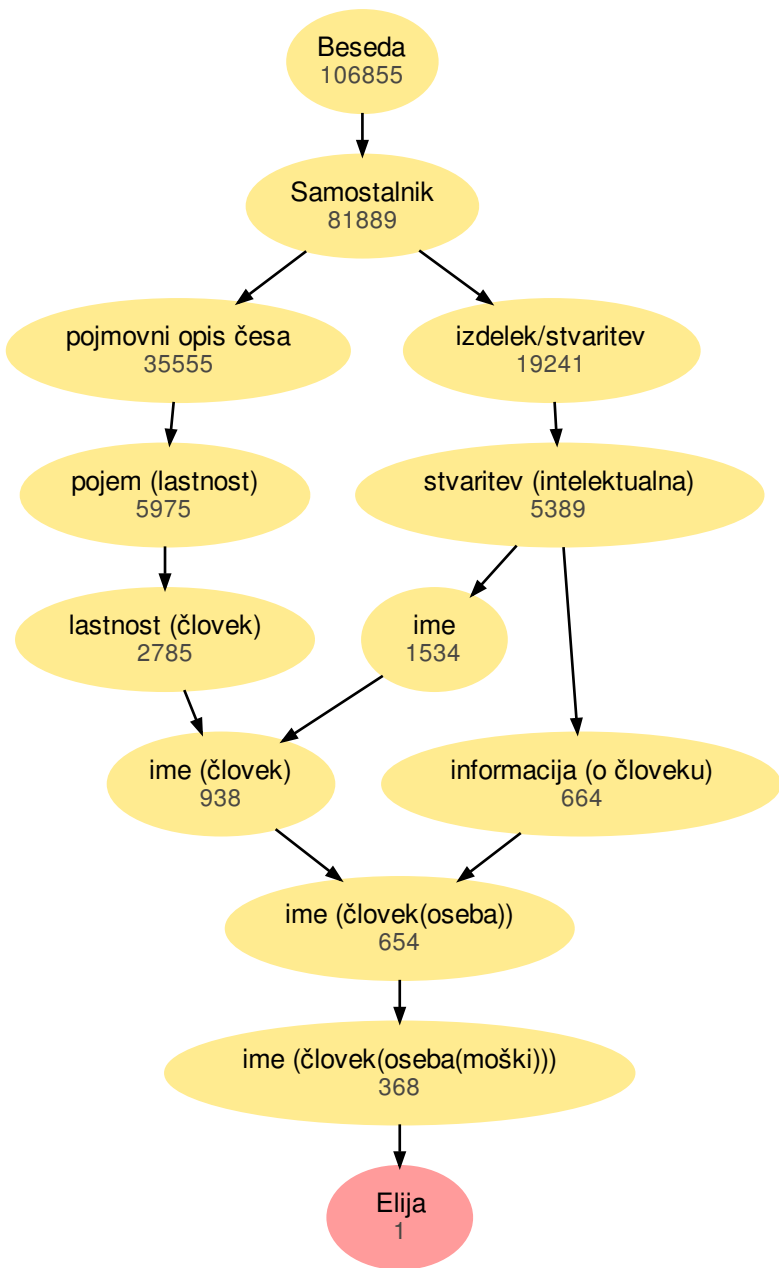 Beseda
106855
Samostalnik
81889
pojmovni opis česa
35555
izdelek/stvaritev
19241
pojem (lastnost)
5975
stvaritev (intelektualna)
5389
lastnost (človek)
2785
ime
1534
ime (človek)
938
informacija (o človeku)
664
ime (človek(oseba))
654
ime (človek(oseba(moški)))
368
Elija
1